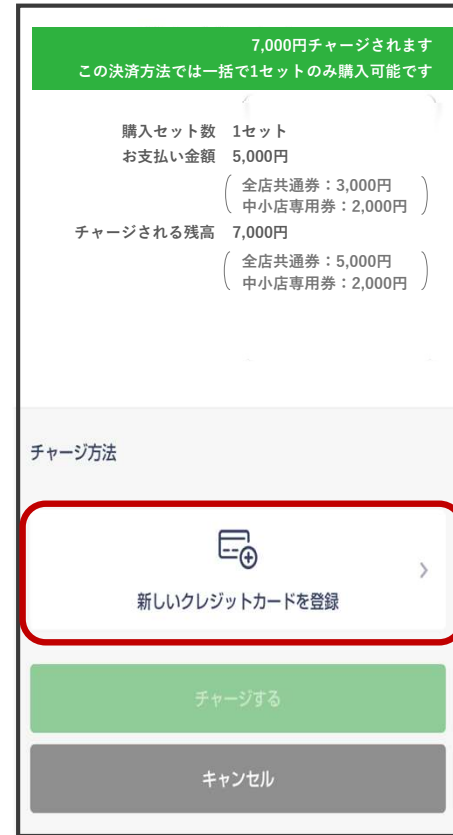 7,000円チャージされます
この決済方法では一括で1セットのみ購入可能です
購入セット数 1セット
お支払い金額 5,000円
全店共通券：3,000円
中小店専用券：2,000円
チャージされる残高 7,000円
全店共通券：5,000円
中小店専用券：2,000円
チャージ方法
新しいクレジットカードを登録
チャージする
キャンセル